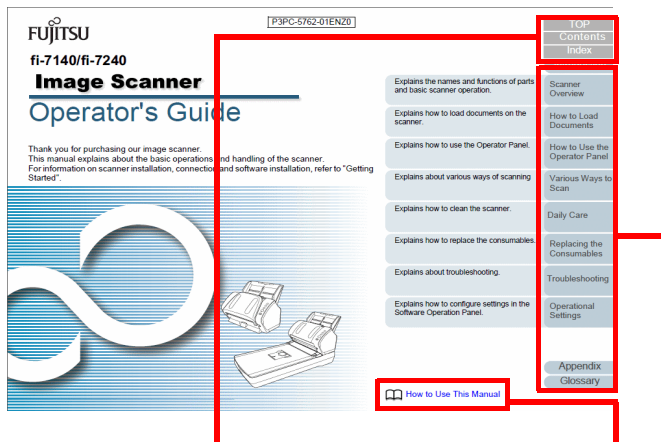 P3PC-5762-01ENZ0
FUJITSU
TOP
Contents
Index
fi-7140/fi-7240
Image Scanner
Operator's Guide
Thank you for purchasing our image scanner.
This manual explains about the basic operations and handling of the scanner.
For information on scanner installation, connection and software installation, refer to "Getting
Started".
Explains the names and functions of parts
and basic scanner operation.
Scanner
Overview
Explains how to load documents on the
scanner.
How to Load
Documents
Explains how to use the Operator Panel.
How to Use the
Operator Panel
Explains about various ways of scanning
Various Ways to
Scan
Explains how to clean the scanner.
Daily Care
Explains how to replace the consumables.
Replacing the
Consumables
Explains about troubleshooting.
Troubleshooting
Explains how to configure settings in the
Software Operation Panel.
Operational
Settings
Appendix
Glossary
How to Use This Manual